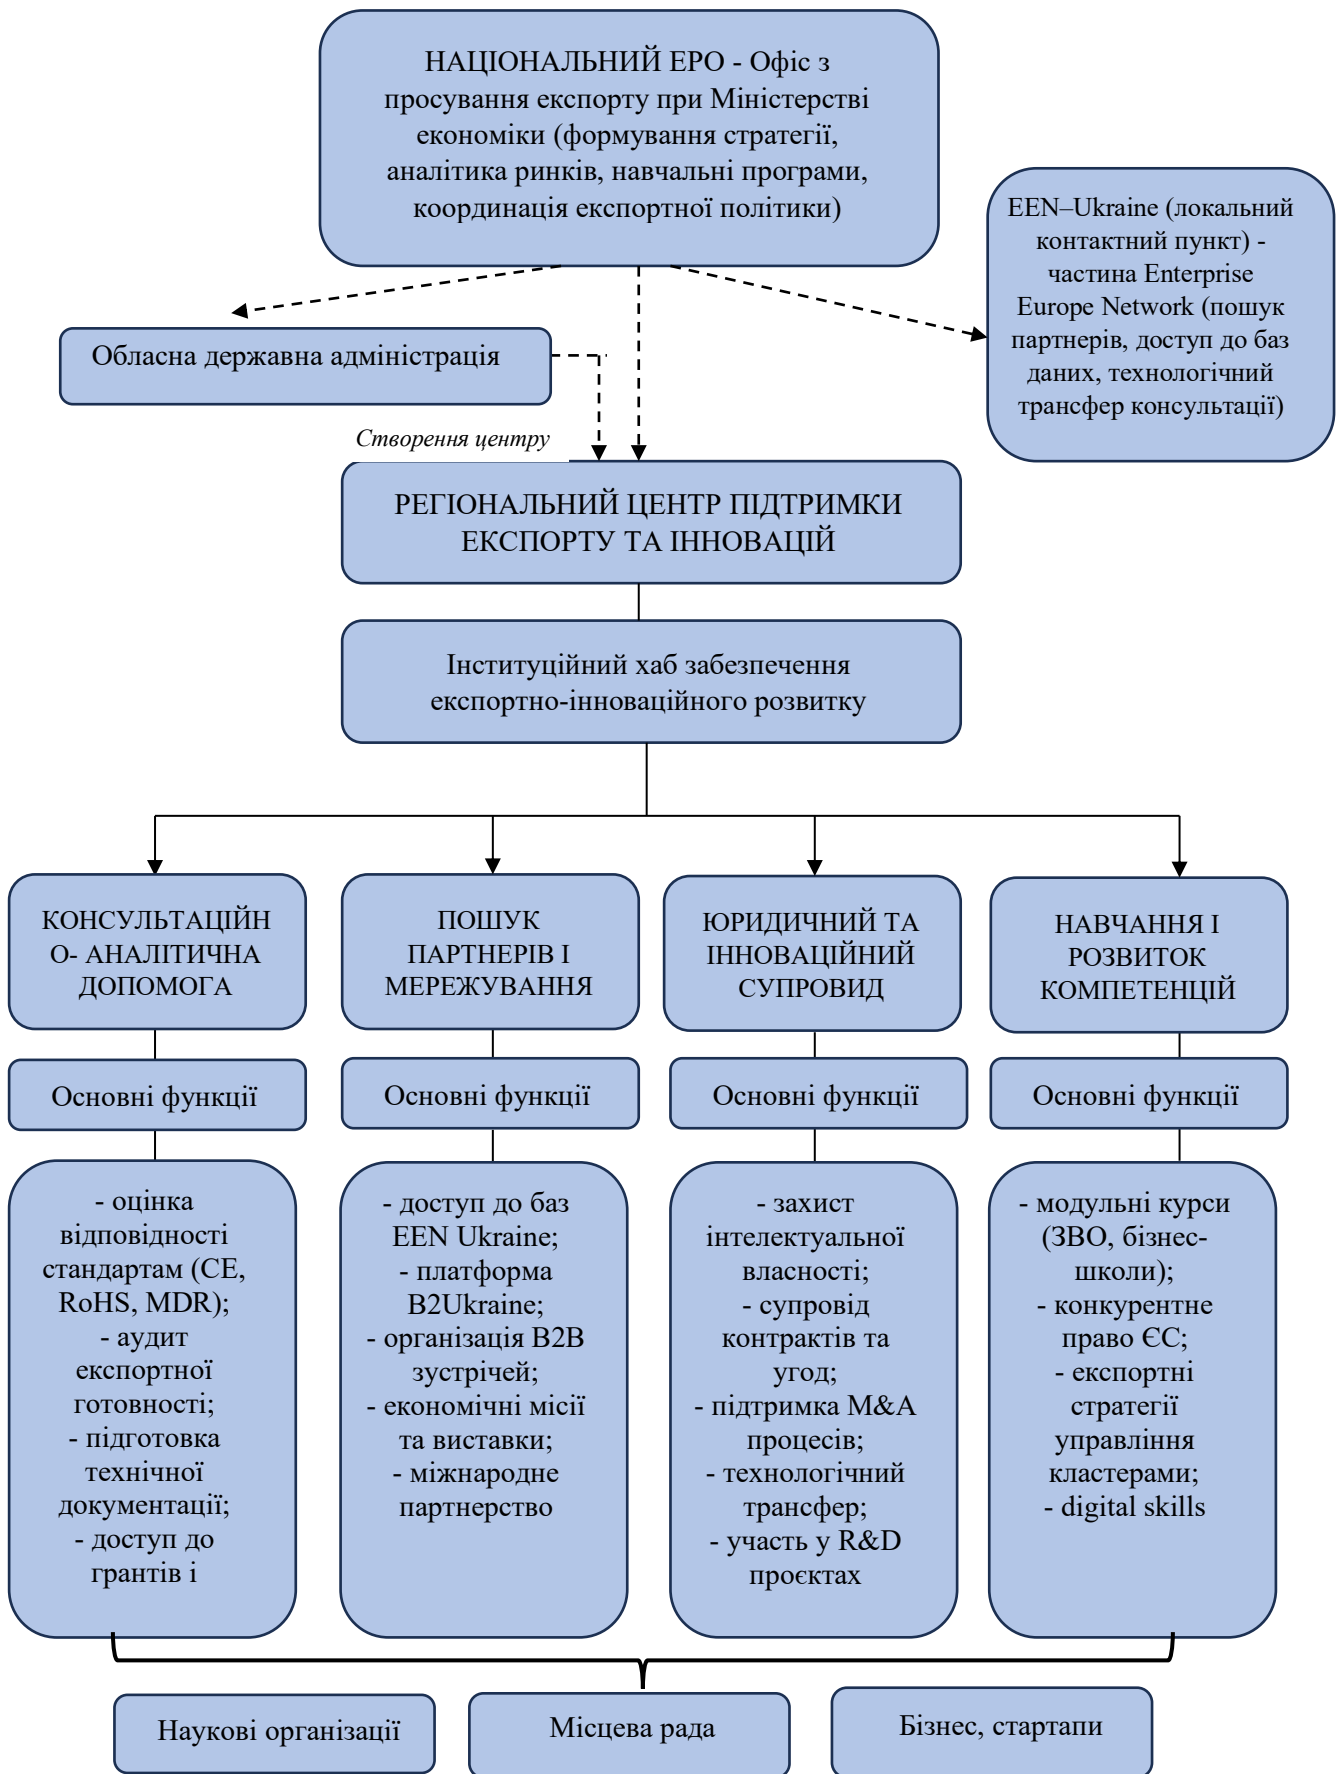 НАЦІОНАЛЬНИЙ ЕРО - Офіс з
просування експорту при Міністерстві
економіки (формування стратегії,
аналітика ринків, навчальні програми,
координація експортної політики)
EEN–Ukraine (локальний
контактний пункт) -
частина Enterprise
Europe Network (пошук
партнерів, доступ до баз
даних, технологічний
трансфер консультації)
Обласна державна адміністрація
Створення центру
РЕГІОНАЛЬНИЙ ЦЕНТР ПІДТРИМКИ
ЕКСПОРТУ ТА ІННОВАЦІЙ
Інституційний хаб забезпечення
експортно-інноваційного розвитку
КОНСУЛЬТАЦІЙН
О- АНАЛІТИЧНА
ДОПОМОГА
ПОШУК
ПАРТНЕРІВ І
МЕРЕЖУВАННЯ
ЮРИДИЧНИЙ ТА
ІННОВАЦІЙНИЙ
СУПРОВИД
НАВЧАННЯ І
РОЗВИТОК
КОМПЕТЕНЦІЙ
Основні функції
Основні функції
Основні функції
Основні функції
- оцінка
відповідності
стандартам (CE,
RoHS, MDR);
- аудит
експортної
готовності;
- підготовка
технічної
документації;
- доступ до
грантів і
- доступ до баз
EEN Ukraine;
- платформа
B2Ukraine;
- організація B2B
зустрічей;
- економічні місії
та виставки;
- міжнародне
партнерство
- захист
інтелектуальної
власності;
- супровід
контрактів та
угод;
- підтримка M&A
процесів;
- технологічний
трансфер;
- участь у R&D
проєктах
- модульні курси
(ЗВО, бізнес-
школи);
- конкурентне
право ЄС;
- експортні
стратегії
управління
кластерами;
- digital skills
Наукові організації
Місцева рада
Бізнес, стартапи